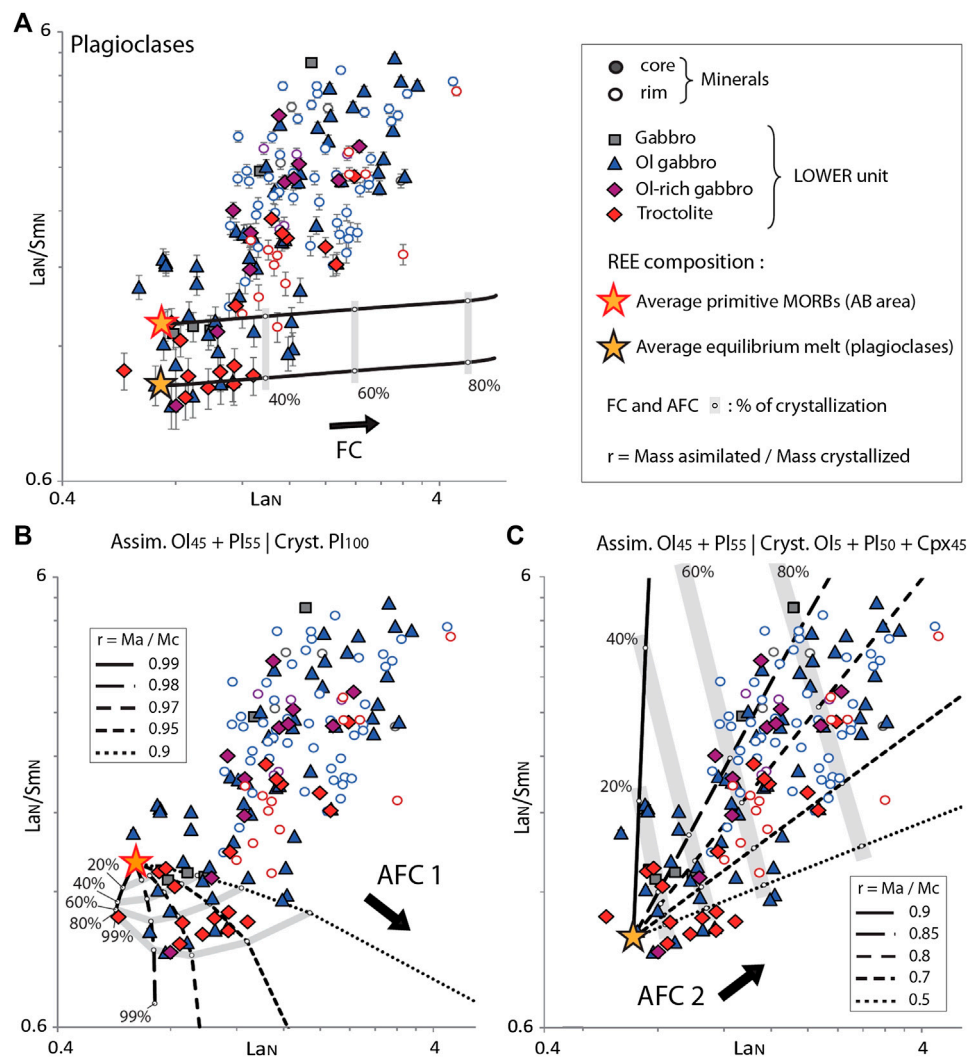 A
6
Plagioclases
LaN/SmN
40%
60%
80%
FC
0.6
0.4
LaN
4
core
rim
Minerals
Gabbro
Ol gabbro
Ol-rich gabbro
Troctolite
LOWER unit
REE composition :
Average primitive MORBs (AB area)
Average equilibrium melt (plagioclases)
FC and AFC : % of crystallization
r = Mass asimilated / Mass crystallized
B
Assim. Ol45 + Pl55 | Cryst. Pl100
6
r = Ma / Mc
0.99
0.98
0.97
0.95
0.9
LaN/SmN
20%
40%
60%
80%
99%
99%
AFC 1
0.6
0.4
LaN
4
C
Assim. Ol45 + Pl55 | Cryst. Ol5 + Pl50 + Cpx45
6
60%
80%
40%
20%
LaN/SmN
AFC 2
r = Ma / Mc
0.9
0.85
0.8
0.7
0.5
0.6
0.4
LaN
4